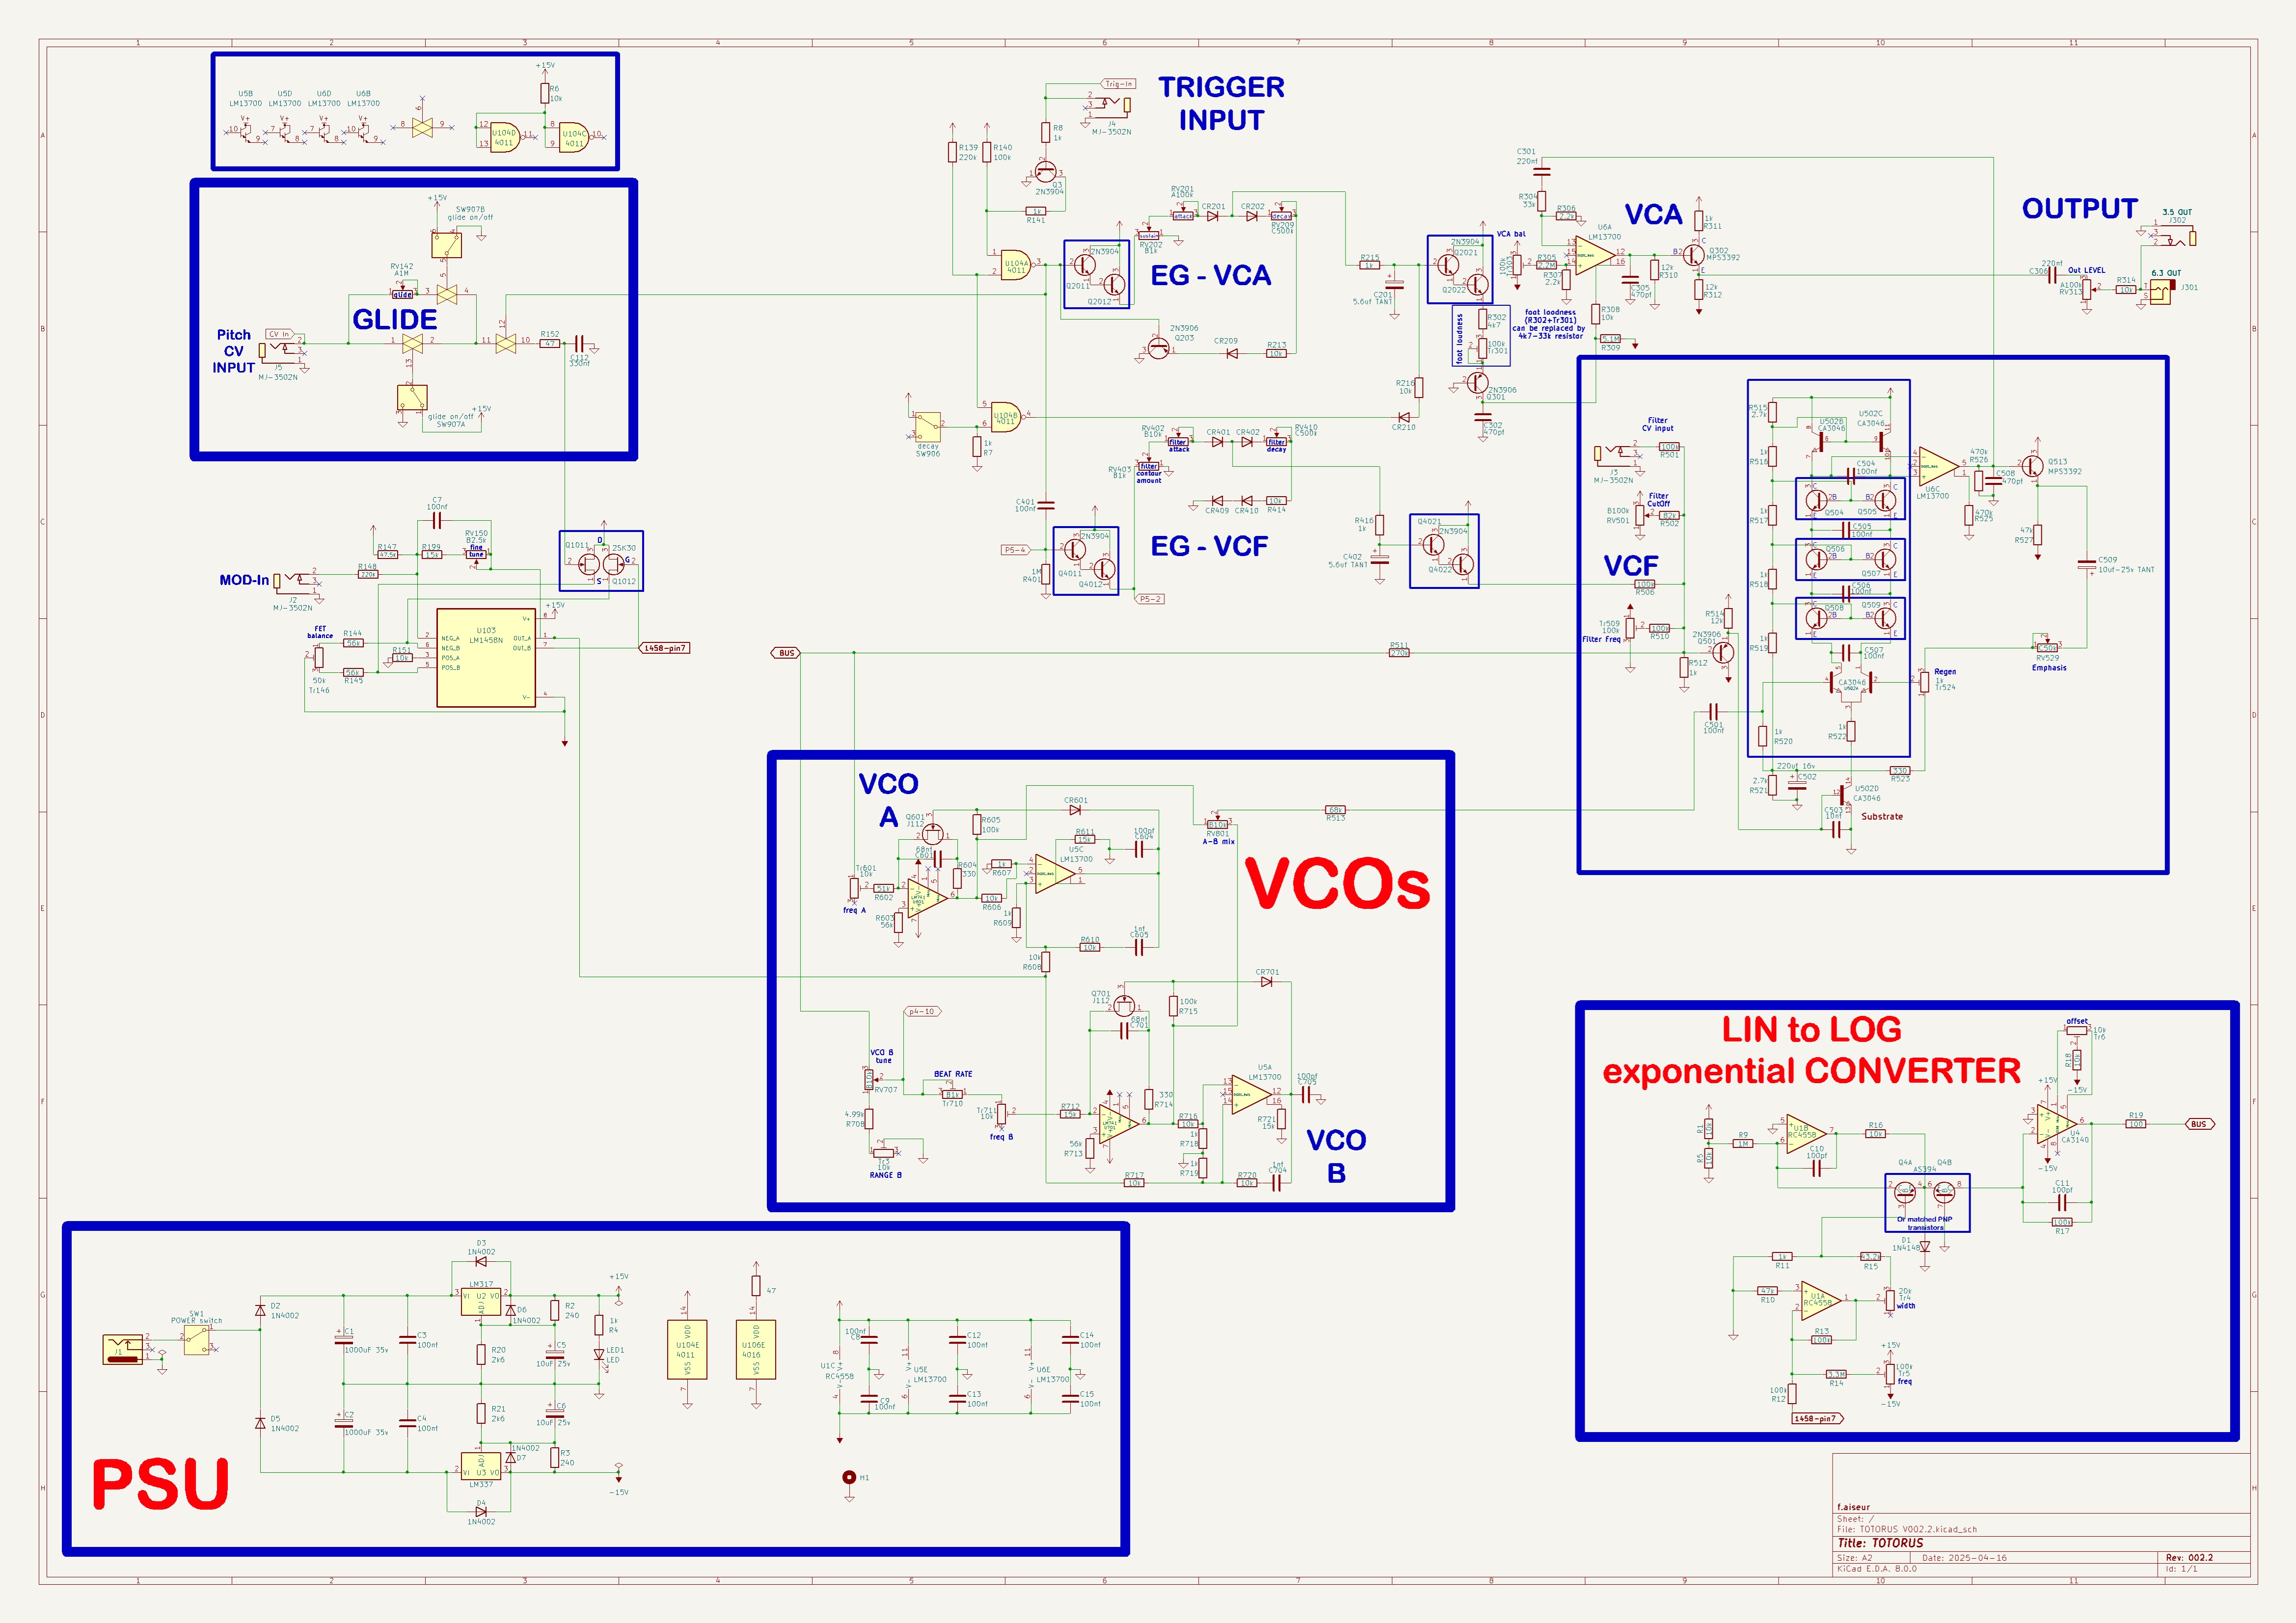 TRIGGER
INPUT
Trig-In
J4
MJ-3502N
R8
1k
Q3
2N3904
R139
220k
R140
100k
1k
R141
U5B
LM13700
U5D
LM13700
U6D
LM13700
U6B
LM13700
+15V
R6
10k
U104D
4011
U104C
4011
+15V
SW907B
glide on/off
RV142
A1M
glide
GLIDE
Pitch
CV
INPUT
CV In
J5
MJ-3502N
R152
47
C112
330nf
glide on/off
SW907A
+15V
U104A
4011
2N3904
Q2011
Q2012
RV201
A100k
attack
CR201
CR202
decay
RV209
C500k
RV202
B1k
EG - VCA
2N3906
Q203
CR209
R213
10k
R215
1k
C201
5.6uf TANT
R216
10k
CR210
decay
SW906
U104B
4011
1k
R7
RV402
B10k
filter
attack
CR401
CR402
RV410
C500k
filter
decay
RV403
B1k
filter
contour
amount
CR409
CR410
R414
10k
C401
100nf
P5-4
1M
R401
2N3904
Q4011
Q4012
P5-2
EG - VCF
R416
1k
C402
5.6uf TANT
Q4021
2N3904
Q4022
VCA bal
2N3904
Q2021
Q2022
100k
Tr303
R305
2.2M
R307
2.2k
R302
4k7
100k
Tr301
foot loudness
foot loudness
(R302+Tr301)
can be replaced by
4k7-33k resistor
2N3906
Q301
C302
470pf
C301
220nf
R304
33k
R306
2.2k
U6A
LM13700
VCA
1k
R311
Q302
MPS3392
12k
R310
12k
R312
C305
470pf
R308
10k
5.1M
R309
OUTPUT
3.5 OUT
J302
6.3 OUT
J301
220nf
C306
Out LEVEL
A100k
RV313
R314
10k
MOD-In
J2
MJ-3502N
C7
100nf
R147
47.5k
R199
15k
RV150
B2.5k
fine
tune
R148
220k
Q1011
2SK30
Q1012
FET
balance
50k
Tr146
R144
56k
R151
10k
56k
R145
U103
LM1458N
NEG_A
NEG_B
POS_A
POS_B
OUT_A
OUT_B
V+
V-
+15V
1458-pin7
BUS
R511
270k
Filter
CV input
J3
MJ-3502N
100k
R501
Filter
CutOff
B100k
RV501
82k
R502
VCF
100k
R506
Tr509
100k
Filter Freq
100k
R510
R512
1k
R514
12k
2N3906
Q501
R515
2.7k
1k
R516
1k
R517
1k
R518
1k
R519
U502B
CA3046
U502C
CA3046
C504
100nf
Q504
Q505
C505
100nf
Q506
Q507
C506
100nf
Q508
Q509
C507
100nf
CA3046
U502A
1k
R520
1k
R522
C501
100nf
2.7k
R521
220uf 16v
C502
330
R523
U502D
CA3046
C503
10nf
Substrate
U6C
LM13700
470k
R526
C508
470pf
470k
R525
Q513
MPS3392
47k
R527
C509
10uf-25v TANT
C50k
RV529
Emphasis
Regen
1k
Tr524
VCO
A
Q601
J112
68nf
C601
R605
100k
CR601
R604
330
Tr601
10k
freq A
51k
R602
R603
56k
10k
R606
1k
R607
1k
R609
U5C
LM13700
R611
15k
100pf
C604
R610
10k
1nf
C605
10k
R608
B10k
RV801
A-B mix
68k
R513
VCOs
CR701
Q701
J112
68nf
C701
100k
R715
p4-10
VCO B
tune
B10k
RV707
4.99k
R708
Tr3
10k
RANGE B
BEAT RATE
Tr710
Tr711
10k
freq B
R712
15k
56k
R713
330
R714
R716
10k
1k
R718
1k
R719
R717
10k
R720
10k
1nf
C704
U5A
LM13700
R721
15k
100pf
C705
VCO
B
LIN to LOG
exponential CONVERTER
offset
10k
Tr6
R18
10k
+15V
-15V
-15V
U4
CA3140
R19
100
BUS
C11
100pf
100k
R17
R1
10k
R5
10k
R9
1M
U1B
RC4558
C10
100pf
R16
10k
Q4A
Q4B
AS394
Or matched PNP
transistors
D1
1N4148
1k
R11
43.2k
R15
47k
R10
U1A
RC4558
20k
Tr4
width
R13
100k
3.3M
R14
+15V
100k
Tr5
freq
-15V
100k
R12
1458-pin7
PSU
J1
SW1
POWER switch
D2
1N4002
D5
1N4002
C1
1000uF 35v
C2
1000uF 35v
C3
100nf
C4
100nf
D3
1N4002
LM317
VI U2 VO
ADJ
D6
1N4002
R2
240
R20
2k6
C5
10uF 25v
1k
R4
LED1
LED
+15V
R21
2k6
C6
10uF 25v
1N4002
D7
R3
240
ADJ
VI U3 VO
LM337
D4
1N4002
-15V
U104E
4011
VDD
VSS
47
U106E
4016
VDD
VSS
100nf
C8
U1C
RC4558
C9
100nf
U5E
LM13700
C12
100nf
C13
100nf
U6E
LM13700
C14
100nf
C15
100nf
H1
f.aiseur
Sheet: /
File: TOTORUS V002.2.kicad_sch
Title: TOTORUS
Size: A2
Date: 2025-04-16
Rev: 002.2
KiCad E.D.A. 8.0.0
Id: 1/1